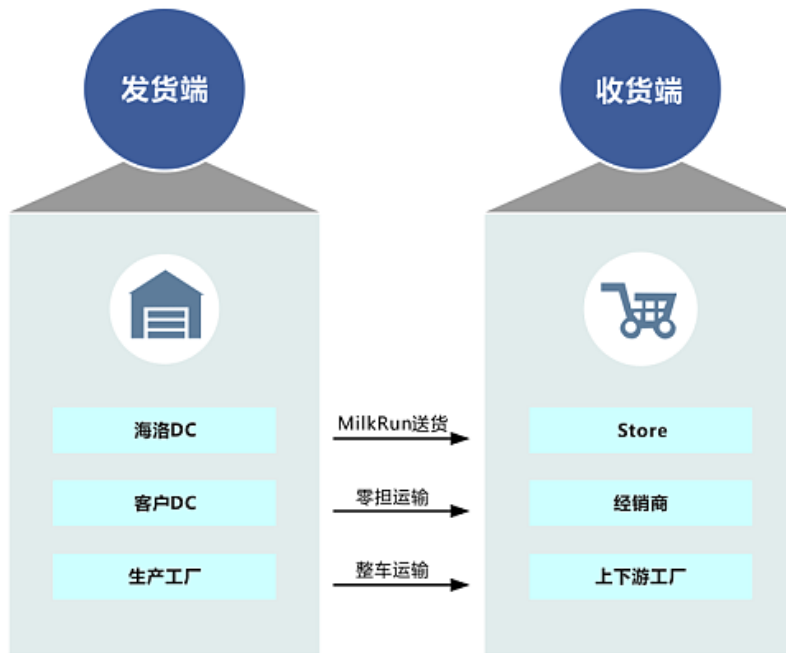 发货端
收货端
海洛DC
MilkRun送货
Store
客户DC
零担运输
经销商
生产工厂
整车运输
上下游工厂